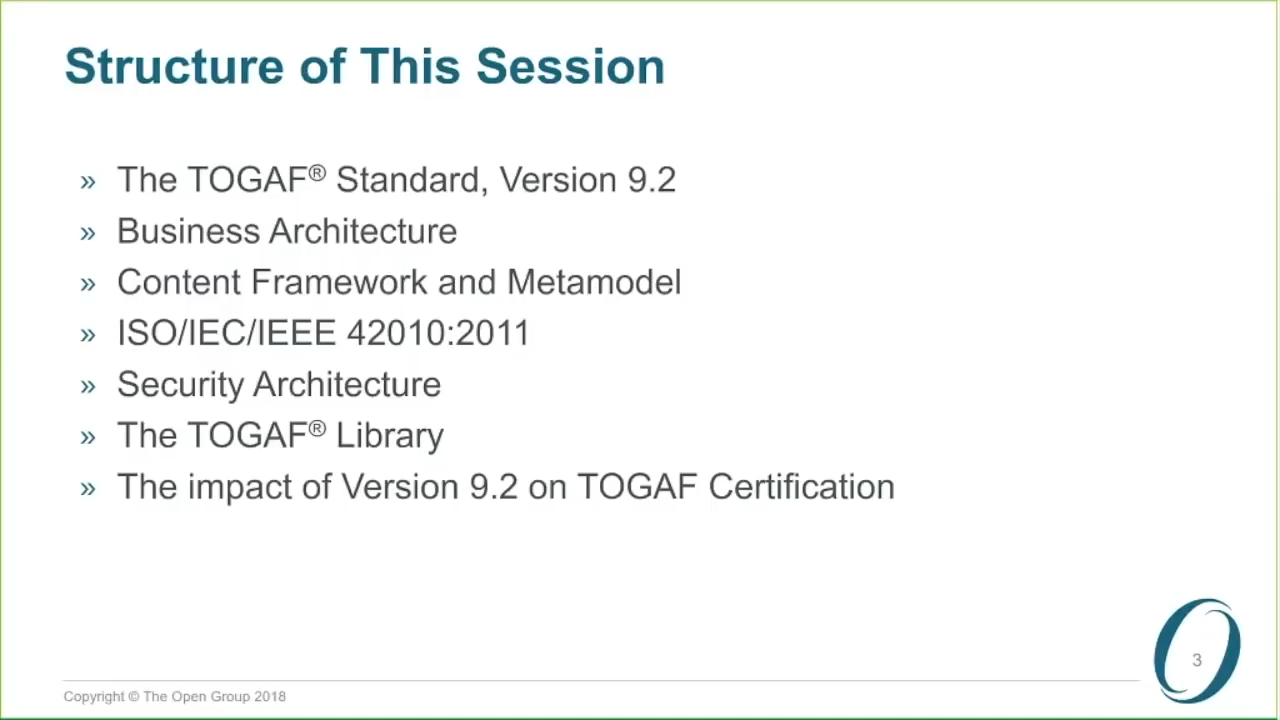 Structure of This Session
» The TOGAF® Standard, Version 9.2
» Business Architecture
» Content Framework and Metamodel
» ISO/IEC/IEEE 42010:2011
» Security Architecture
» The TOGAF® Library
» The impact of Version 9.2 on TOGAF Certification
3
Copyright © The Open Group 2018